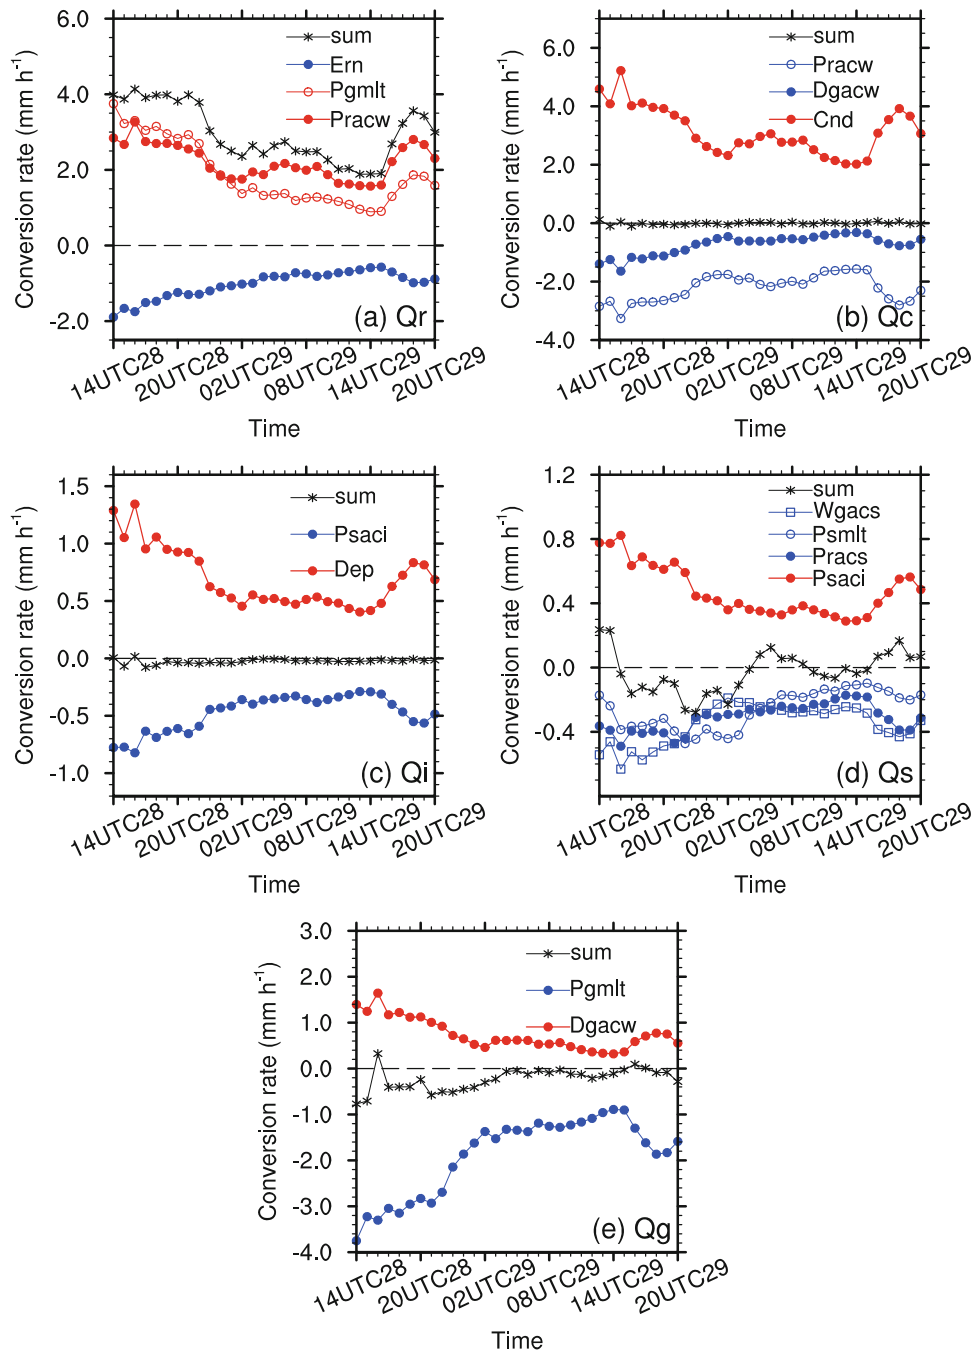 6.0
4.0
2.0
0.0
-2.0
Conversion rate (mm h-1)
sum
Ern
Pgmlt
Pracw
(a) Qr
14UTC28
20UTC28
02UTC29
08UTC29
14UTC29
20UTC29
Time
6.0
4.0
2.0
0.0
-2.0
-4.0
Conversion rate (mm h-1)
sum
Pracw
Dgacw
Cnd
(b) Qc
14UTC28
20UTC28
02UTC29
08UTC29
14UTC29
20UTC29
Time
1.5
1.0
0.5
0.0
-0.5
-1.0
Conversion rate (mm h-1)
sum
Psaci
Dep
(c) Qi
14UTC28
20UTC28
02UTC29
08UTC29
14UTC29
20UTC29
Time
1.2
0.8
0.4
0.0
-0.4
Conversion rate (mm h-1)
sum
Wgacs
Psmlt
Pracs
Psaci
(d) Qs
14UTC28
20UTC28
02UTC29
08UTC29
14UTC29
20UTC29
Time
3.0
2.0
1.0
0.0
-1.0
-2.0
-3.0
-4.0
Conversion rate (mm h-1)
sum
Pgmlt
Dgacw
(e) Qg
14UTC28
20UTC28
02UTC29
08UTC29
14UTC29
20UTC29
Time